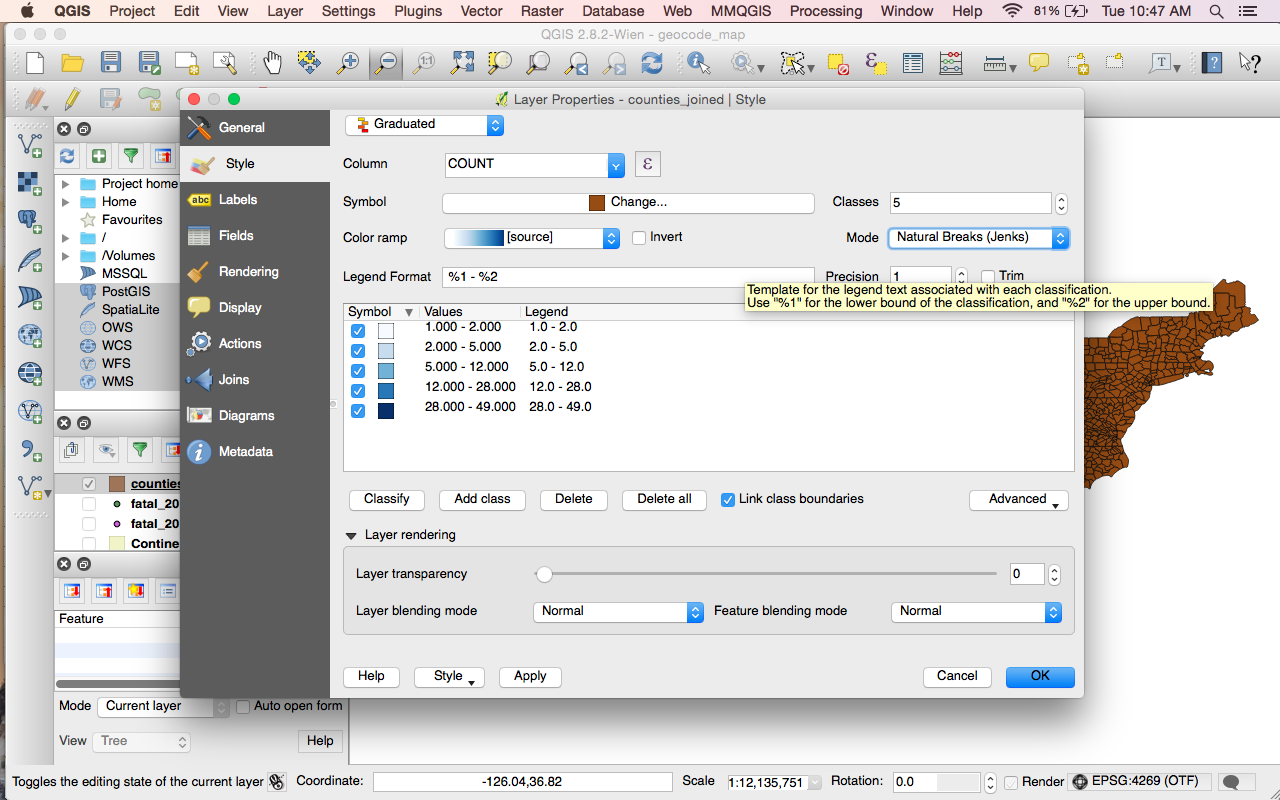 QGIS Project Edit View Layer Settings Plugins Vector Raster Database Web MMQGIS Processing Window Help 81% Tue 10:47 AM
QGIS 2.8.2-Wien - geocode_map
Layer Properties - counties_joined | Style
General
Style
Labels
Fields
Rendering
Display
Actions
Joins
Diagrams
Metadata
abc
Graduated
Column COUNT ε
Symbol Change... Classes 5
Color ramp [source] Invert Mode Natural Breaks (Jenks)
Legend Format %1 - %2 Precision 1 Trim
Template for the legend text associated with each classification.
Use "%1" for the lower bound of the classification, and "%2" for the upper bound.
Symbol Values Legend
1.000 - 2.000 1.0 - 2.0
2.000 - 5.000 2.0 - 5.0
5.000 - 12.000 5.0 - 12.0
12.000 - 28.000 12.0 - 28.0
28.000 - 49.000 28.0 - 49.0
Classify Add class Delete Delete all Link class boundaries Advanced
Layer rendering
Layer transparency 0
Layer blending mode Normal Feature blending mode Normal
Help Style Apply Cancel OK
Project home
Home
Favourites
/
/Volumes
MSSQL
PostGIS
SpatiaLite
OWS
WCS
WFS
WMS
counties
fatal_20
fatal_20
Contine
Feature
Mode Current layer Auto open form
View Tree Help
Toggles the editing state of the current layer Coordinate: -126.04,36.82 Scale 1:12,135,751 Rotation: 0.0 Render EPSG:4269 (OTF)